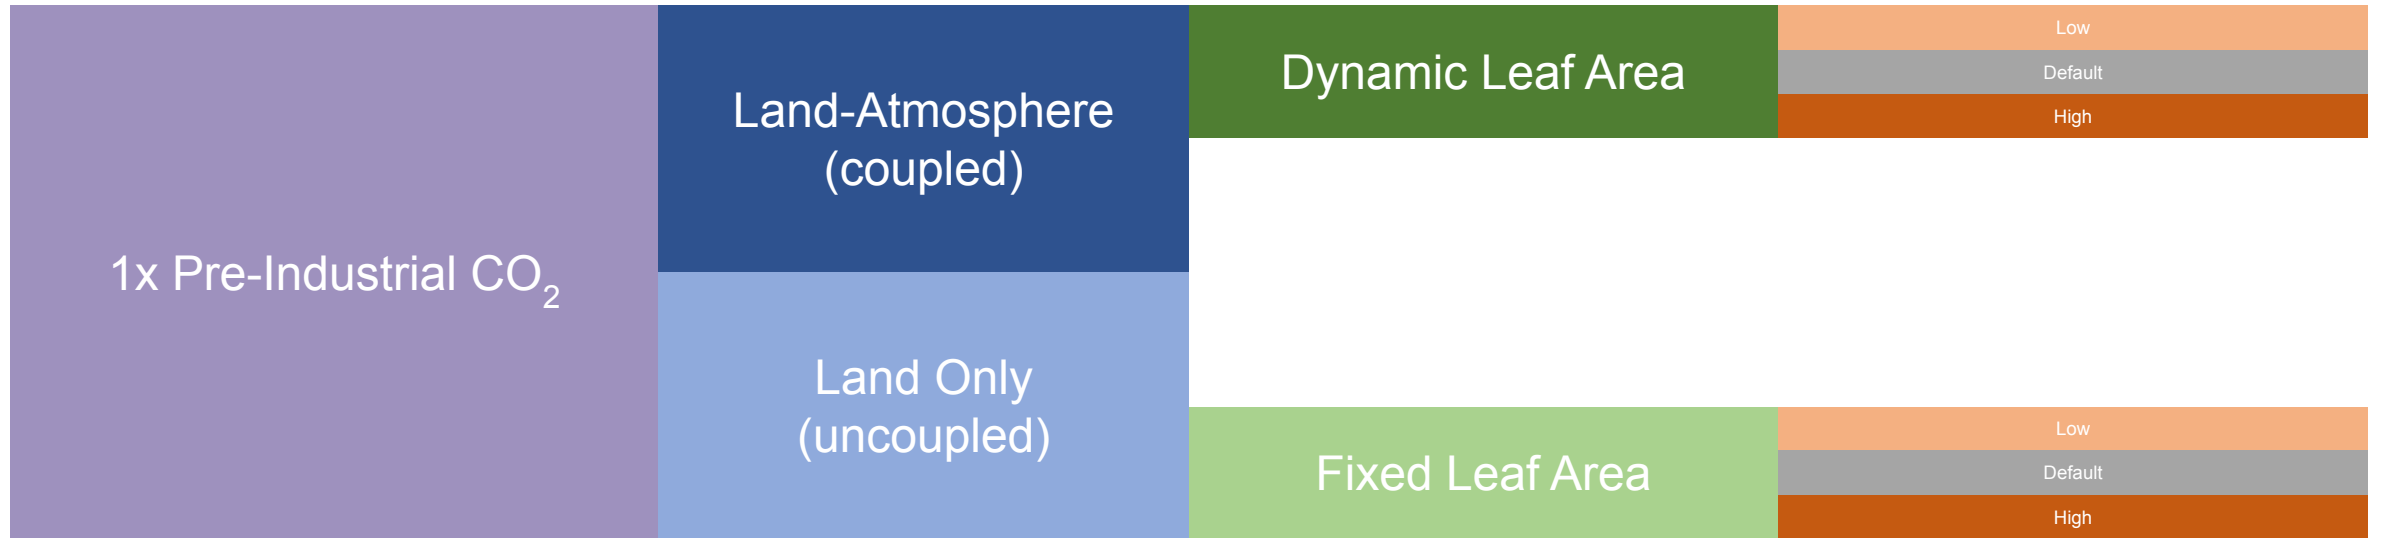 1x Pre-Industrial CO₂
Land-Atmosphere
(coupled)
Dynamic Leaf Area
Low
Default
High
Land Only
(uncoupled)
Fixed Leaf Area
Low
Default
High